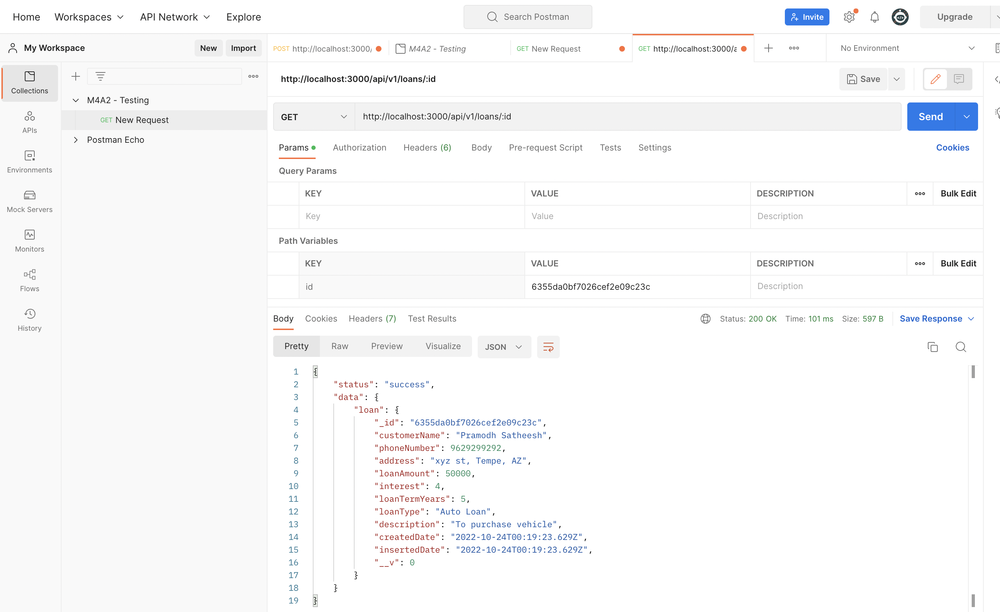 Home Workspaces API Network Explore Search Postman Invite Upgrade
My Workspace New Import POST http://localhost:3000/ M4A2 - Testing GET New Request GET http://localhost:3000/a No Environment
Collections
APIs
Environments
Mock Servers
Monitors
Flows
History
M4A2 - Testing
GET New Request
Postman Echo
http://localhost:3000/api/v1/loans/:id Save
GET http://localhost:3000/api/v1/loans/:id Send
Params Authorization Headers (6) Body Pre-request Script Tests Settings Cookies
Query Params
KEY VALUE DESCRIPTION Bulk Edit
Key Value Description
Path Variables
KEY VALUE DESCRIPTION Bulk Edit
id 6355da0bf7026cef2e09c23c Description
Body Cookies Headers (7) Test Results Status: 200 OK Time: 101 ms Size: 597 B Save Response
Pretty Raw Preview Visualize JSON
1 {
2 "status": "success",
3 "data": {
4 "loan": {
5 "_id": "6355da0bf7026cef2e09c23c",
6 "customerName": "Pramodh Satheesh",
7 "phoneNumber": 9629299292,
8 "address": "xyz st, Tempe, AZ",
9 "loanAmount": 50000,
10 "interest": 4,
11 "loanTermYears": 5,
12 "loanType": "Auto Loan",
13 "description": "To purchase vehicle",
14 "createdDate": "2022-10-24T00:19:23.629Z",
15 "insertedDate": "2022-10-24T00:19:23.629Z",
16 "__v": 0
17 }
18 }
19 }